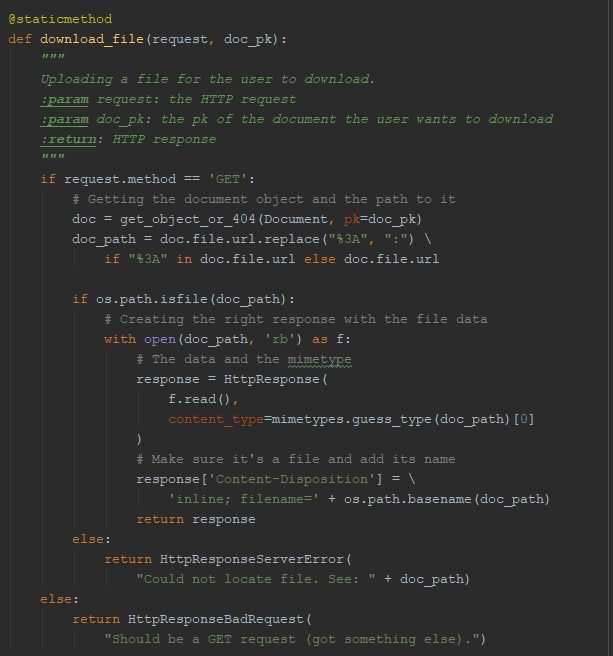 @staticmethod
def download_file(request, doc_pk):
    """
    Uploading a file for the user to download.
    :param request: the HTTP request
    :param doc_pk: the pk of the document the user wants to download
    :return: HTTP response
    """
    if request.method == 'GET':
        # Getting the document object and the path to it
        doc = get_object_or_404(Document, pk=doc_pk)
        doc_path = doc.file.url.replace("%3A", ":") \
            if "%3A" in doc.file.url else doc.file.url

        if os.path.isfile(doc_path):
            # Creating the right response with the file data
            with open(doc_path, 'rb') as f:
                # The data and the mimetype
                response = HttpResponse(
                    f.read(),
                    content_type=mimetypes.guess_type(doc_path)[0]
                )
                # Make sure it's a file and add its name
                response['Content-Disposition'] = \
                    'inline; filename=' + os.path.basename(doc_path)
                return response
        else:
            return HttpResponseServerError(
                "Could not locate file. See: " + doc_path)
    else:
        return HttpResponseBadRequest(
            "Should be a GET request (got something else).")